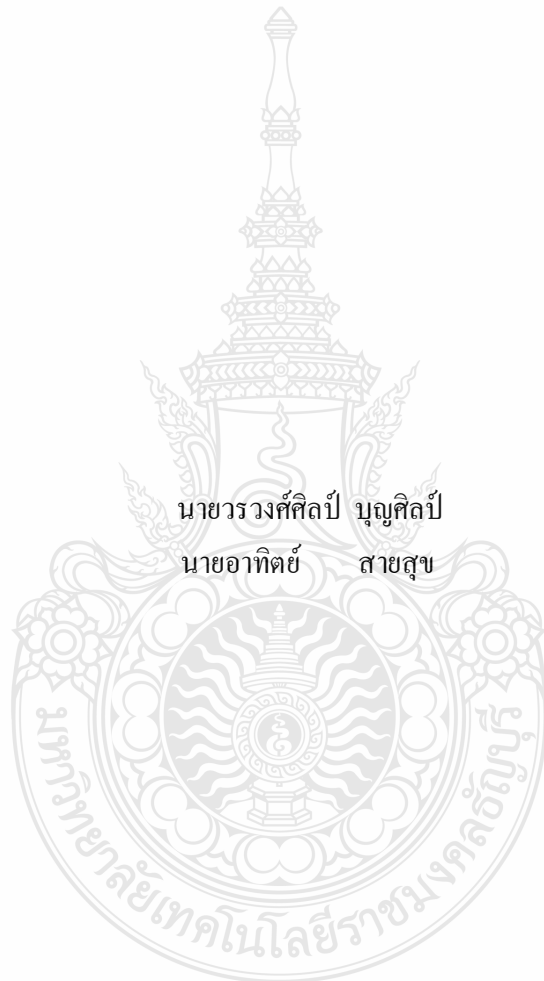 นายวรวงศ์ศิลป์ บุญศิลป์
นายอาทิตย์ สายสุข
มหาวิทยาลัยเทคโนโลยีราชมงคลธัญบุรี